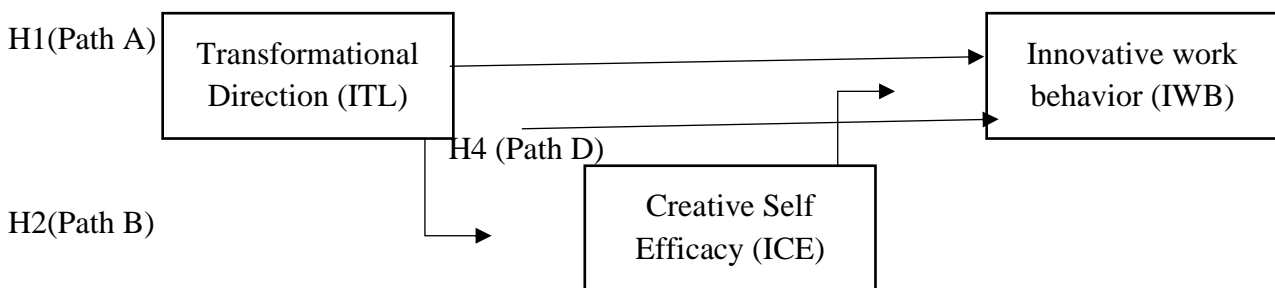 H1(Path A)
Transformational
Direction (ITL)
Innovative work
behavior (IWB)
H4 (Path D)
H2(Path B)
Creative Self
Efficacy (ICE)